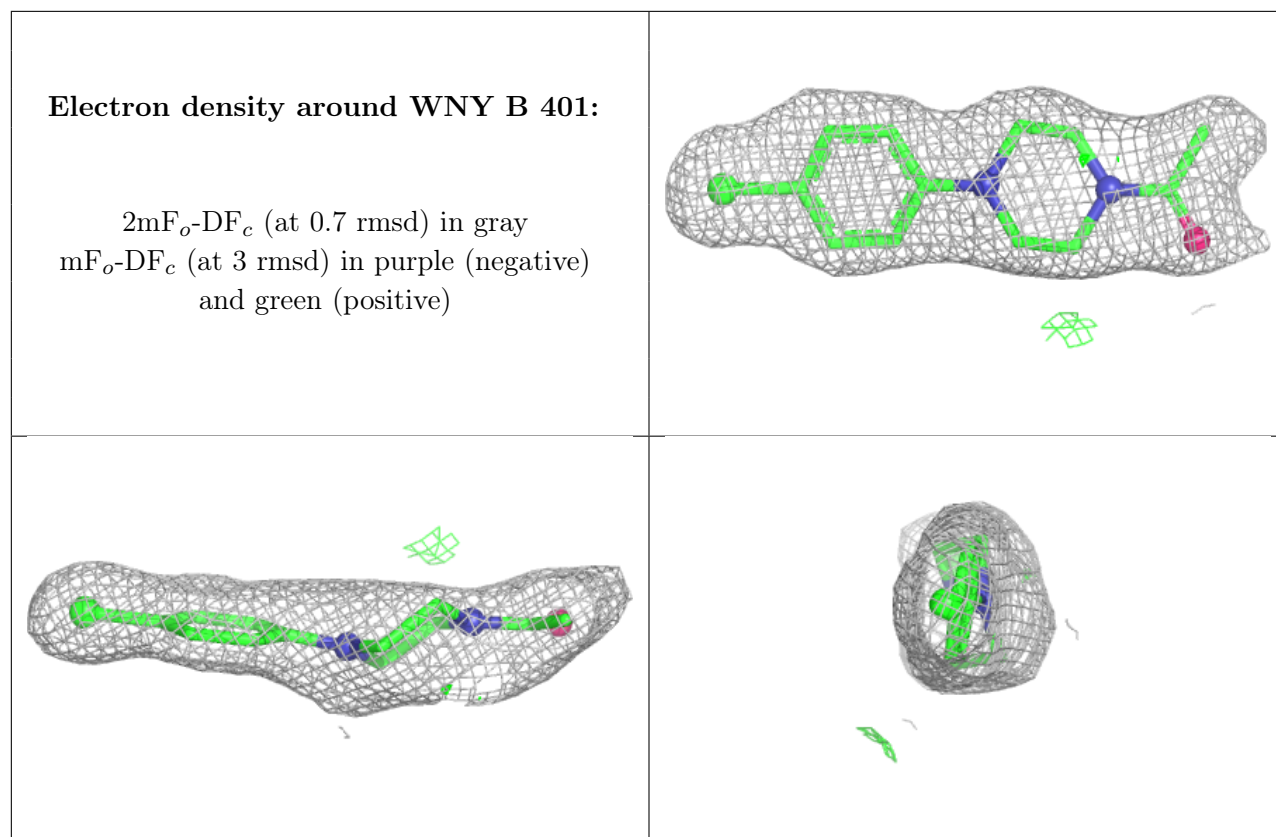 Electron density around WNY B 401:
2mFo-DFc (at 0.7 rmsd) in gray
mFo-DFc (at 3 rmsd) in purple (negative)
and green (positive)